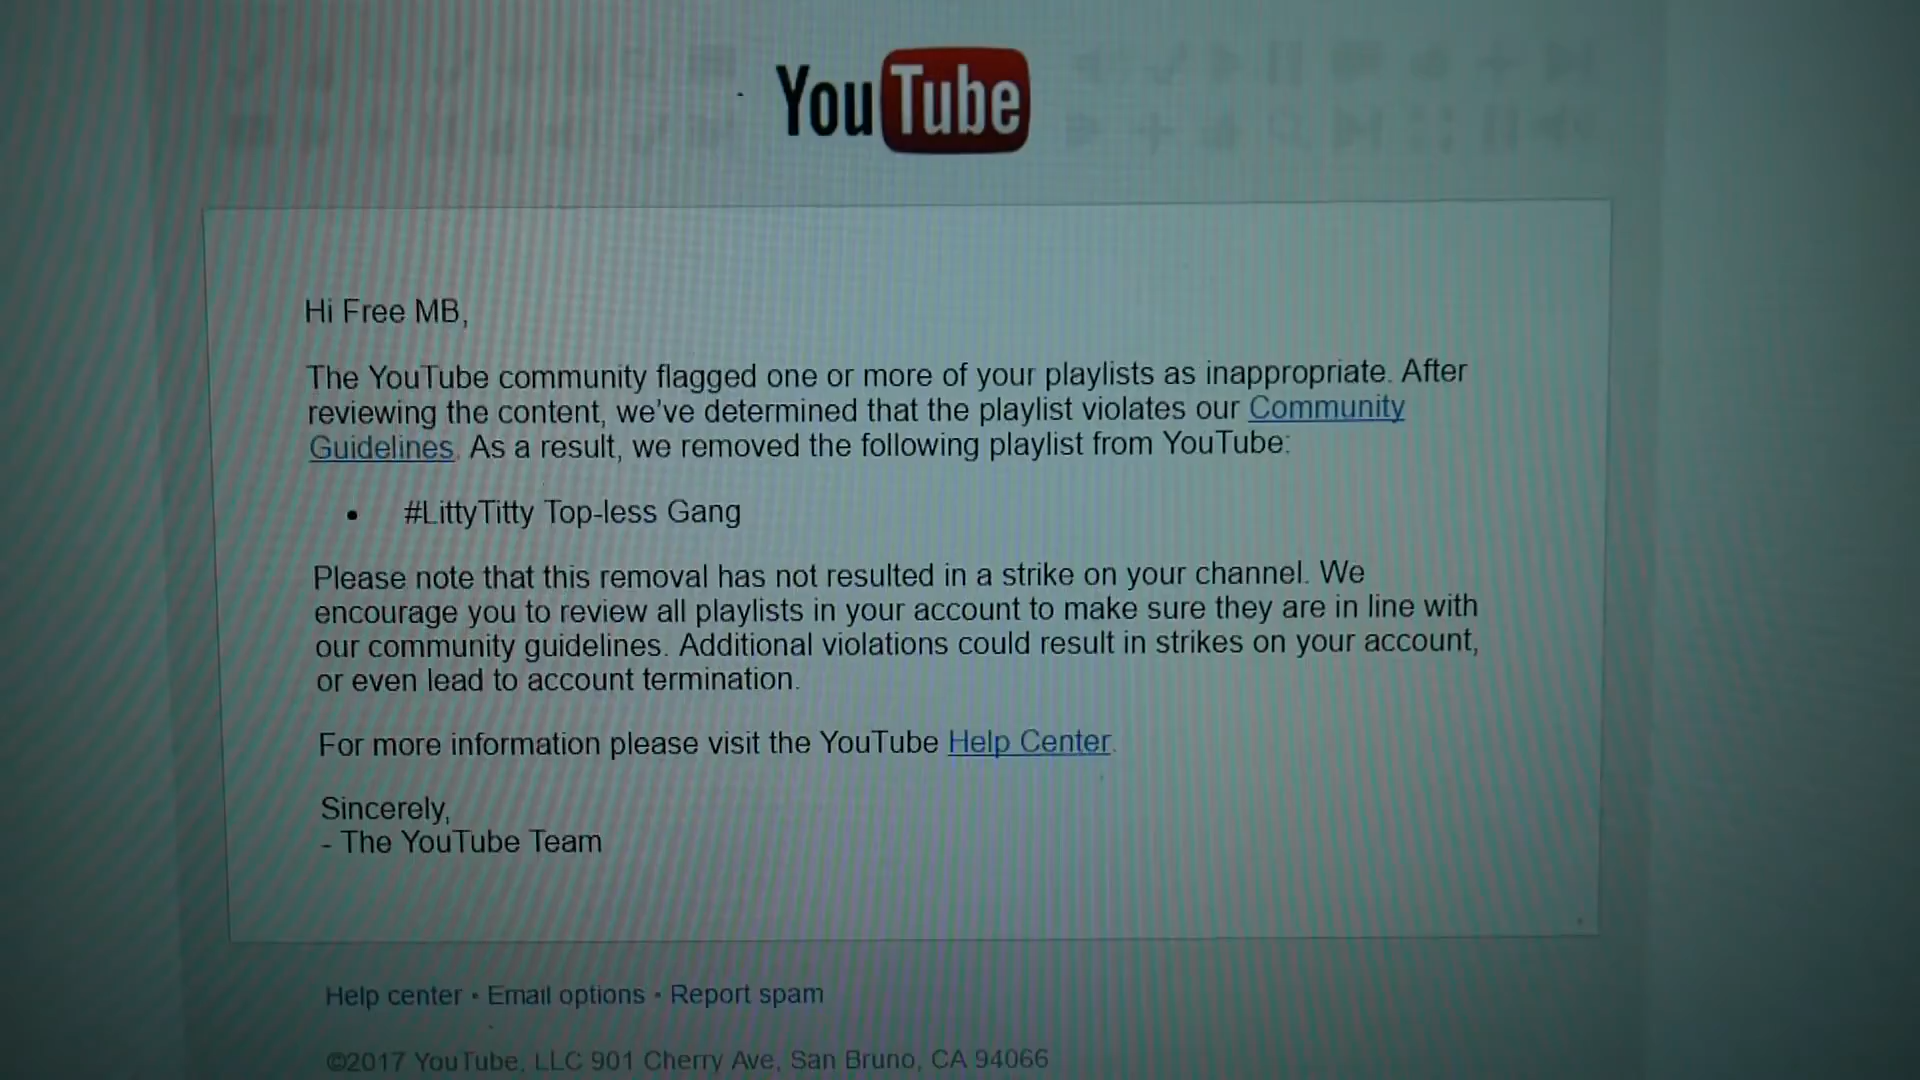 YouTube
Hi Free MB,
The YouTube community flagged one or more of your playlists as inappropriate. After
reviewing the content, we've determined that the playlist violates our Community
Guidelines. As a result, we removed the following playlist from YouTube:
• #LittyTitty Top-less Gang
Please note that this removal has not resulted in a strike on your channel. We
encourage you to review all playlists in your account to make sure they are in line with
our community guidelines. Additional violations could result in strikes on your account,
or even lead to account termination.
For more information please visit the YouTube Help Center.
Sincerely,
- The YouTube Team
Help center • Email options • Report spam
©2017 YouTube, LLC 901 Cherry Ave, San Bruno, CA 94066